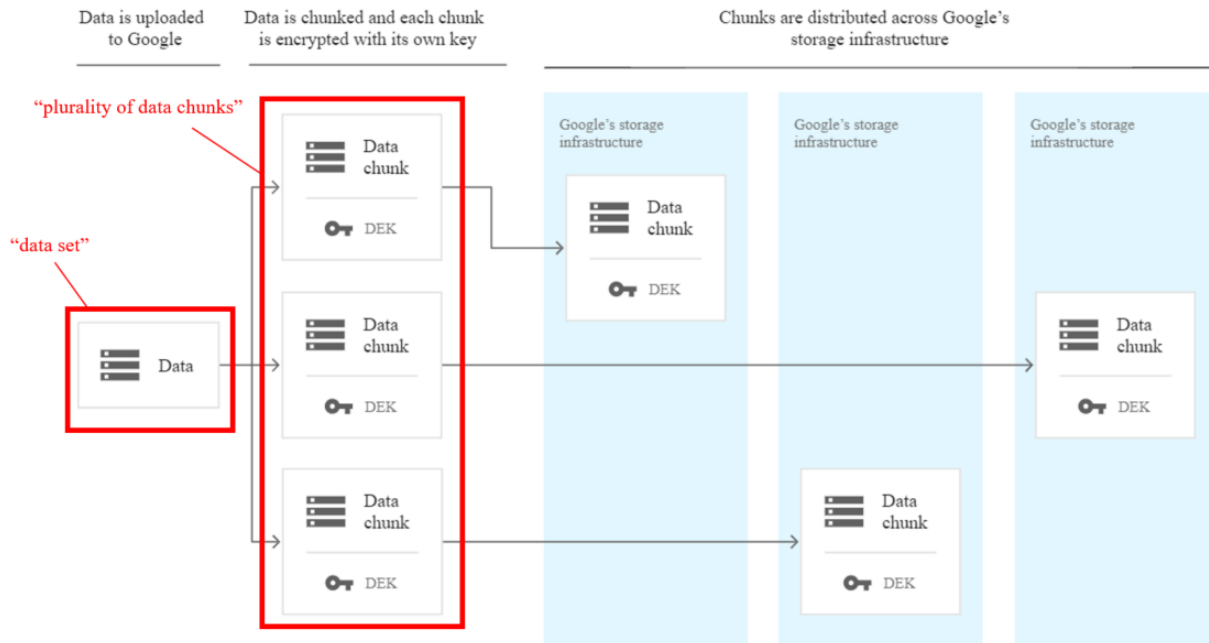 Data is uploaded
to Google
Data is chunked and each chunk
is encrypted with its own key
Chunks are distributed across Google's
storage infrastructure
“plurality of data chunks”
“data set”
Data
Data
chunk
DEK
Data
chunk
DEK
Data
chunk
DEK
Google's storage
infrastructure
Data
chunk
DEK
Google's storage
infrastructure
Data
chunk
DEK
Google's storage
infrastructure
Data
chunk
DEK